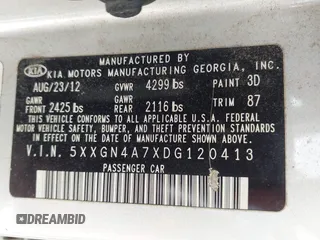 MANUFACTURED BY
KIA KIA MOTORS MANUFACTURING GEORGIA, INC.
AUG/23/12 GVWR 4299 lbs PAINT 3D
GAWR FRONT 2425 lbs GAWR REAR 2116 lbs TRIM 87
THIS VEHICLE CONFORMS TO ALL APPLICABLE U.S. FEDERAL
SAFETY, BUMPER, AND THEFT PREVENTION STANDARDS IN
EFFECT ON THE DATE OF MANUFACTURE SHOWN ABOVE.
V.I.N. 5XXGN4A7XDG120413
PASSENGER CAR
DREAMBID